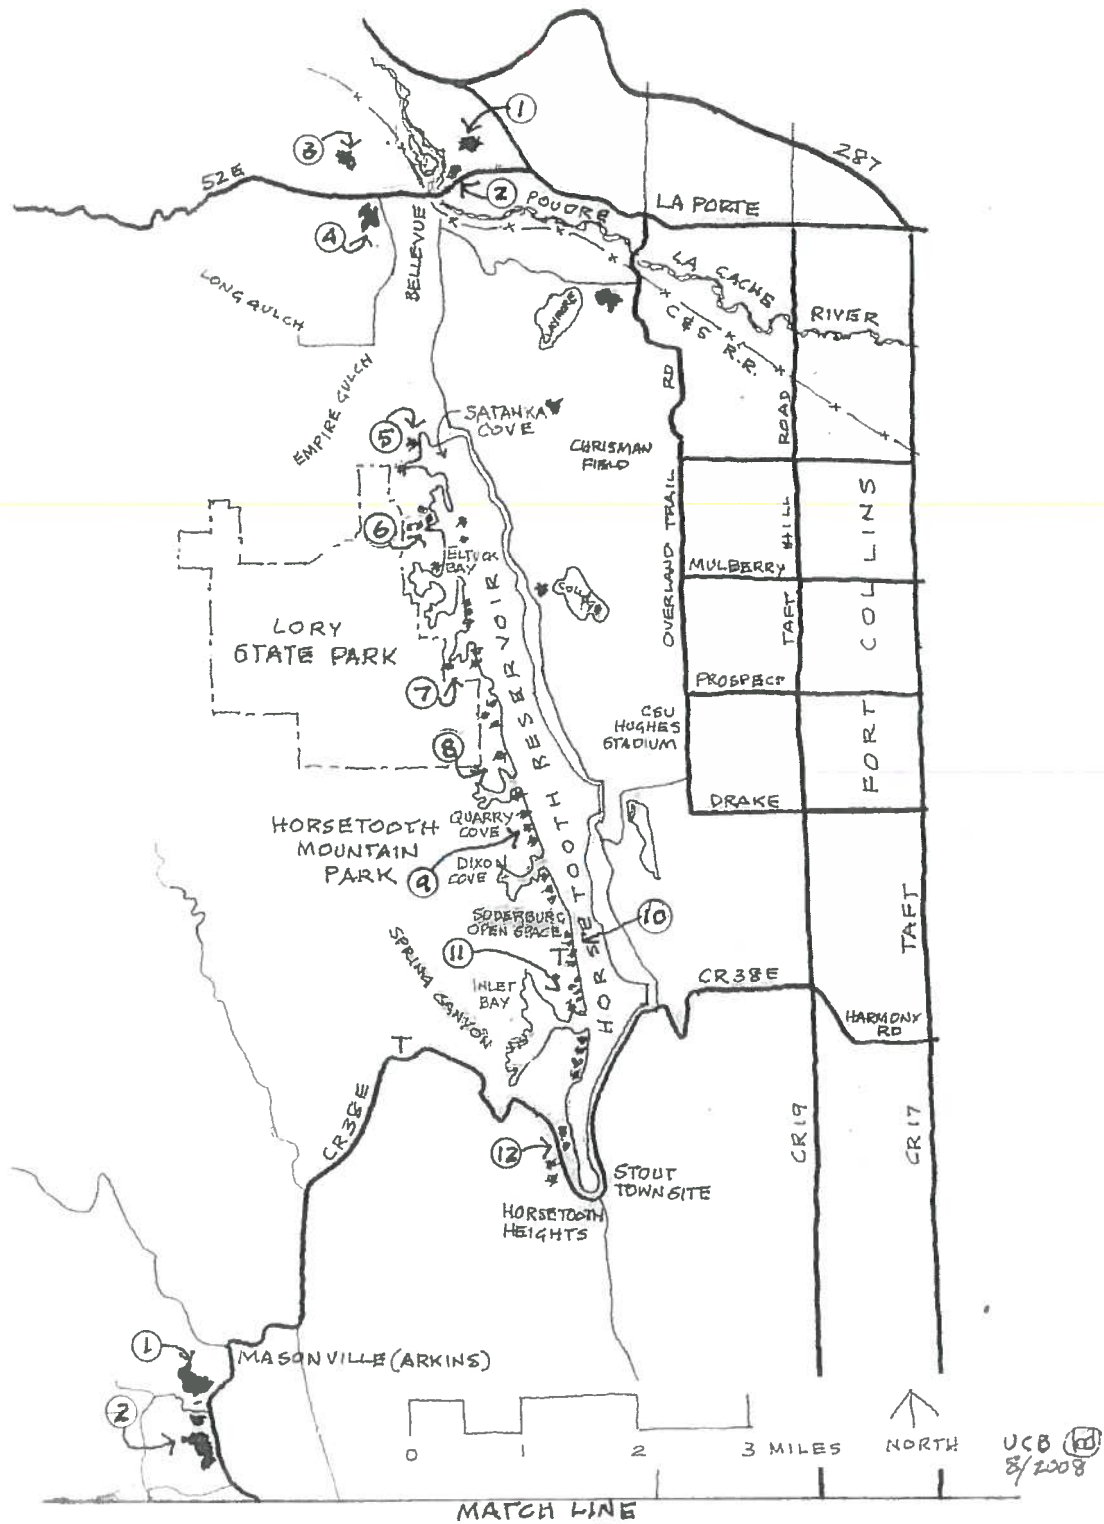 1
3
287
52E
2
POUDRE
LA PORTE
4
BELLEVUE
LA CACHE
RIVER
LONG GULCH
CLAYMORE
C & S R.R.
EMPIRE GULCH
RD
ROAD
5
SATANKA
COVE
CHRISMAN
FIELD
OVERLAND TRAIL
TAFT HILL
FORT COLLINS
6
ELTUCK
BAY
MULBERRY
LORY
STATE PARK
HORSETOOTH RESERVOIR
PROSPECT
7
CSU
HUGHES
STADIUM
8
DRAKE
QUARRY
COVE
HORSETOOTH
MOUNTAIN
PARK
DIXON
COVE
9
SODERBURG
OPEN SPACE
10
TAFT
SPRING CANYON
11
T
INLET
BAY
CR38E
HARMONY
RD
T
CR38E
CR19
CR17
12
STOUT
TOWNSITE
HORSETOOTH
HEIGHTS
1
MASONVILLE (ARKINS)
2
0 1 2 3 MILES
NORTH
UCB
8/2008
MATCH LINE